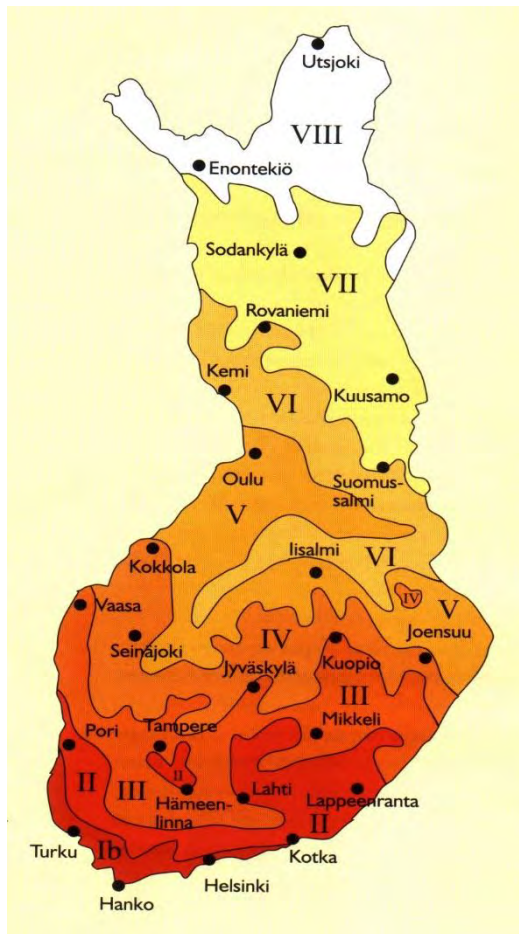 Utsjoki
VIII
Enontekiö
Sodankylä
VII
Rovaniemi
Kemi
VI
Kuusamo
Oulu
Suomus-
salmi
V
Iisalmi
VI
Kokkola
IV
V
Vaasa
Joensuu
IV
Seinäjoki
Kuopio
Jyväskylä
III
Mikkeli
Tampere
Pori
II
II
III
Lahti
Lappeenranta
Hämeen-
linna
II
Turku
Ib
Kotka
Helsinki
Hanko